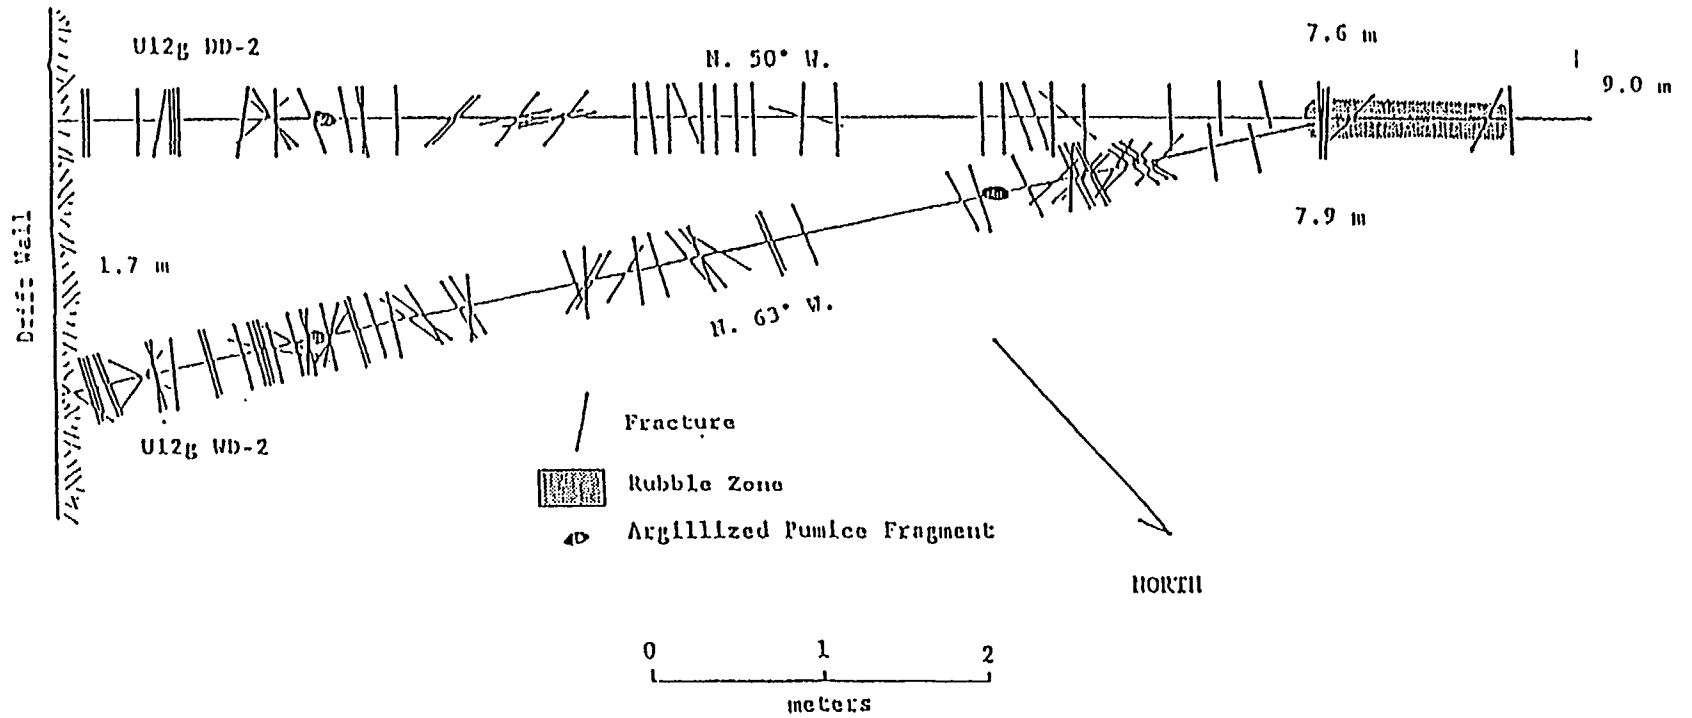 U12g DD-2
N. 50° W.
7.6 m
9.0 m
Drift Wall
1.7 m
7.9 m
N. 63° W.
U12g WD-2
Fracture
Rubble Zone
Argillized Pumice Fragment
NORTH
0 1 2
meters